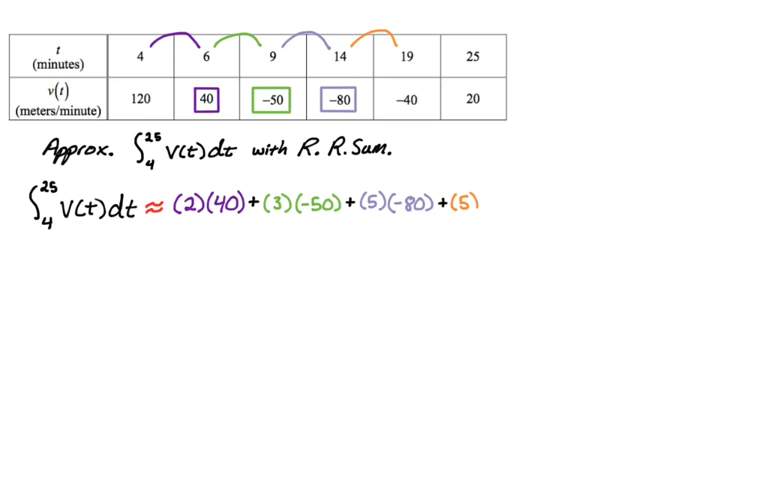 t (minutes) 4 6 9 14 19 25
v(t) (meters/minute) 120 40 –50 –80 –40 20
Approx. ∫₄²⁵ V(t)dt with R. R. Sum.
∫₄²⁵ V(t)dt ≈ (2)(40)+(3)(-50)+(5)(-80)+(5)